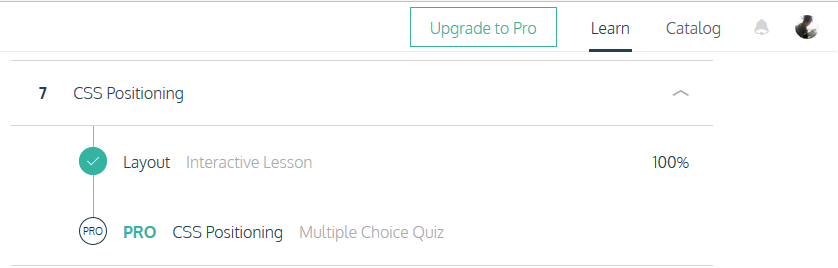 Upgrade to Pro Learn Catalog
7 CSS Positioning
Layout Interactive Lesson 100%
PRO PRO CSS Positioning Multiple Choice Quiz